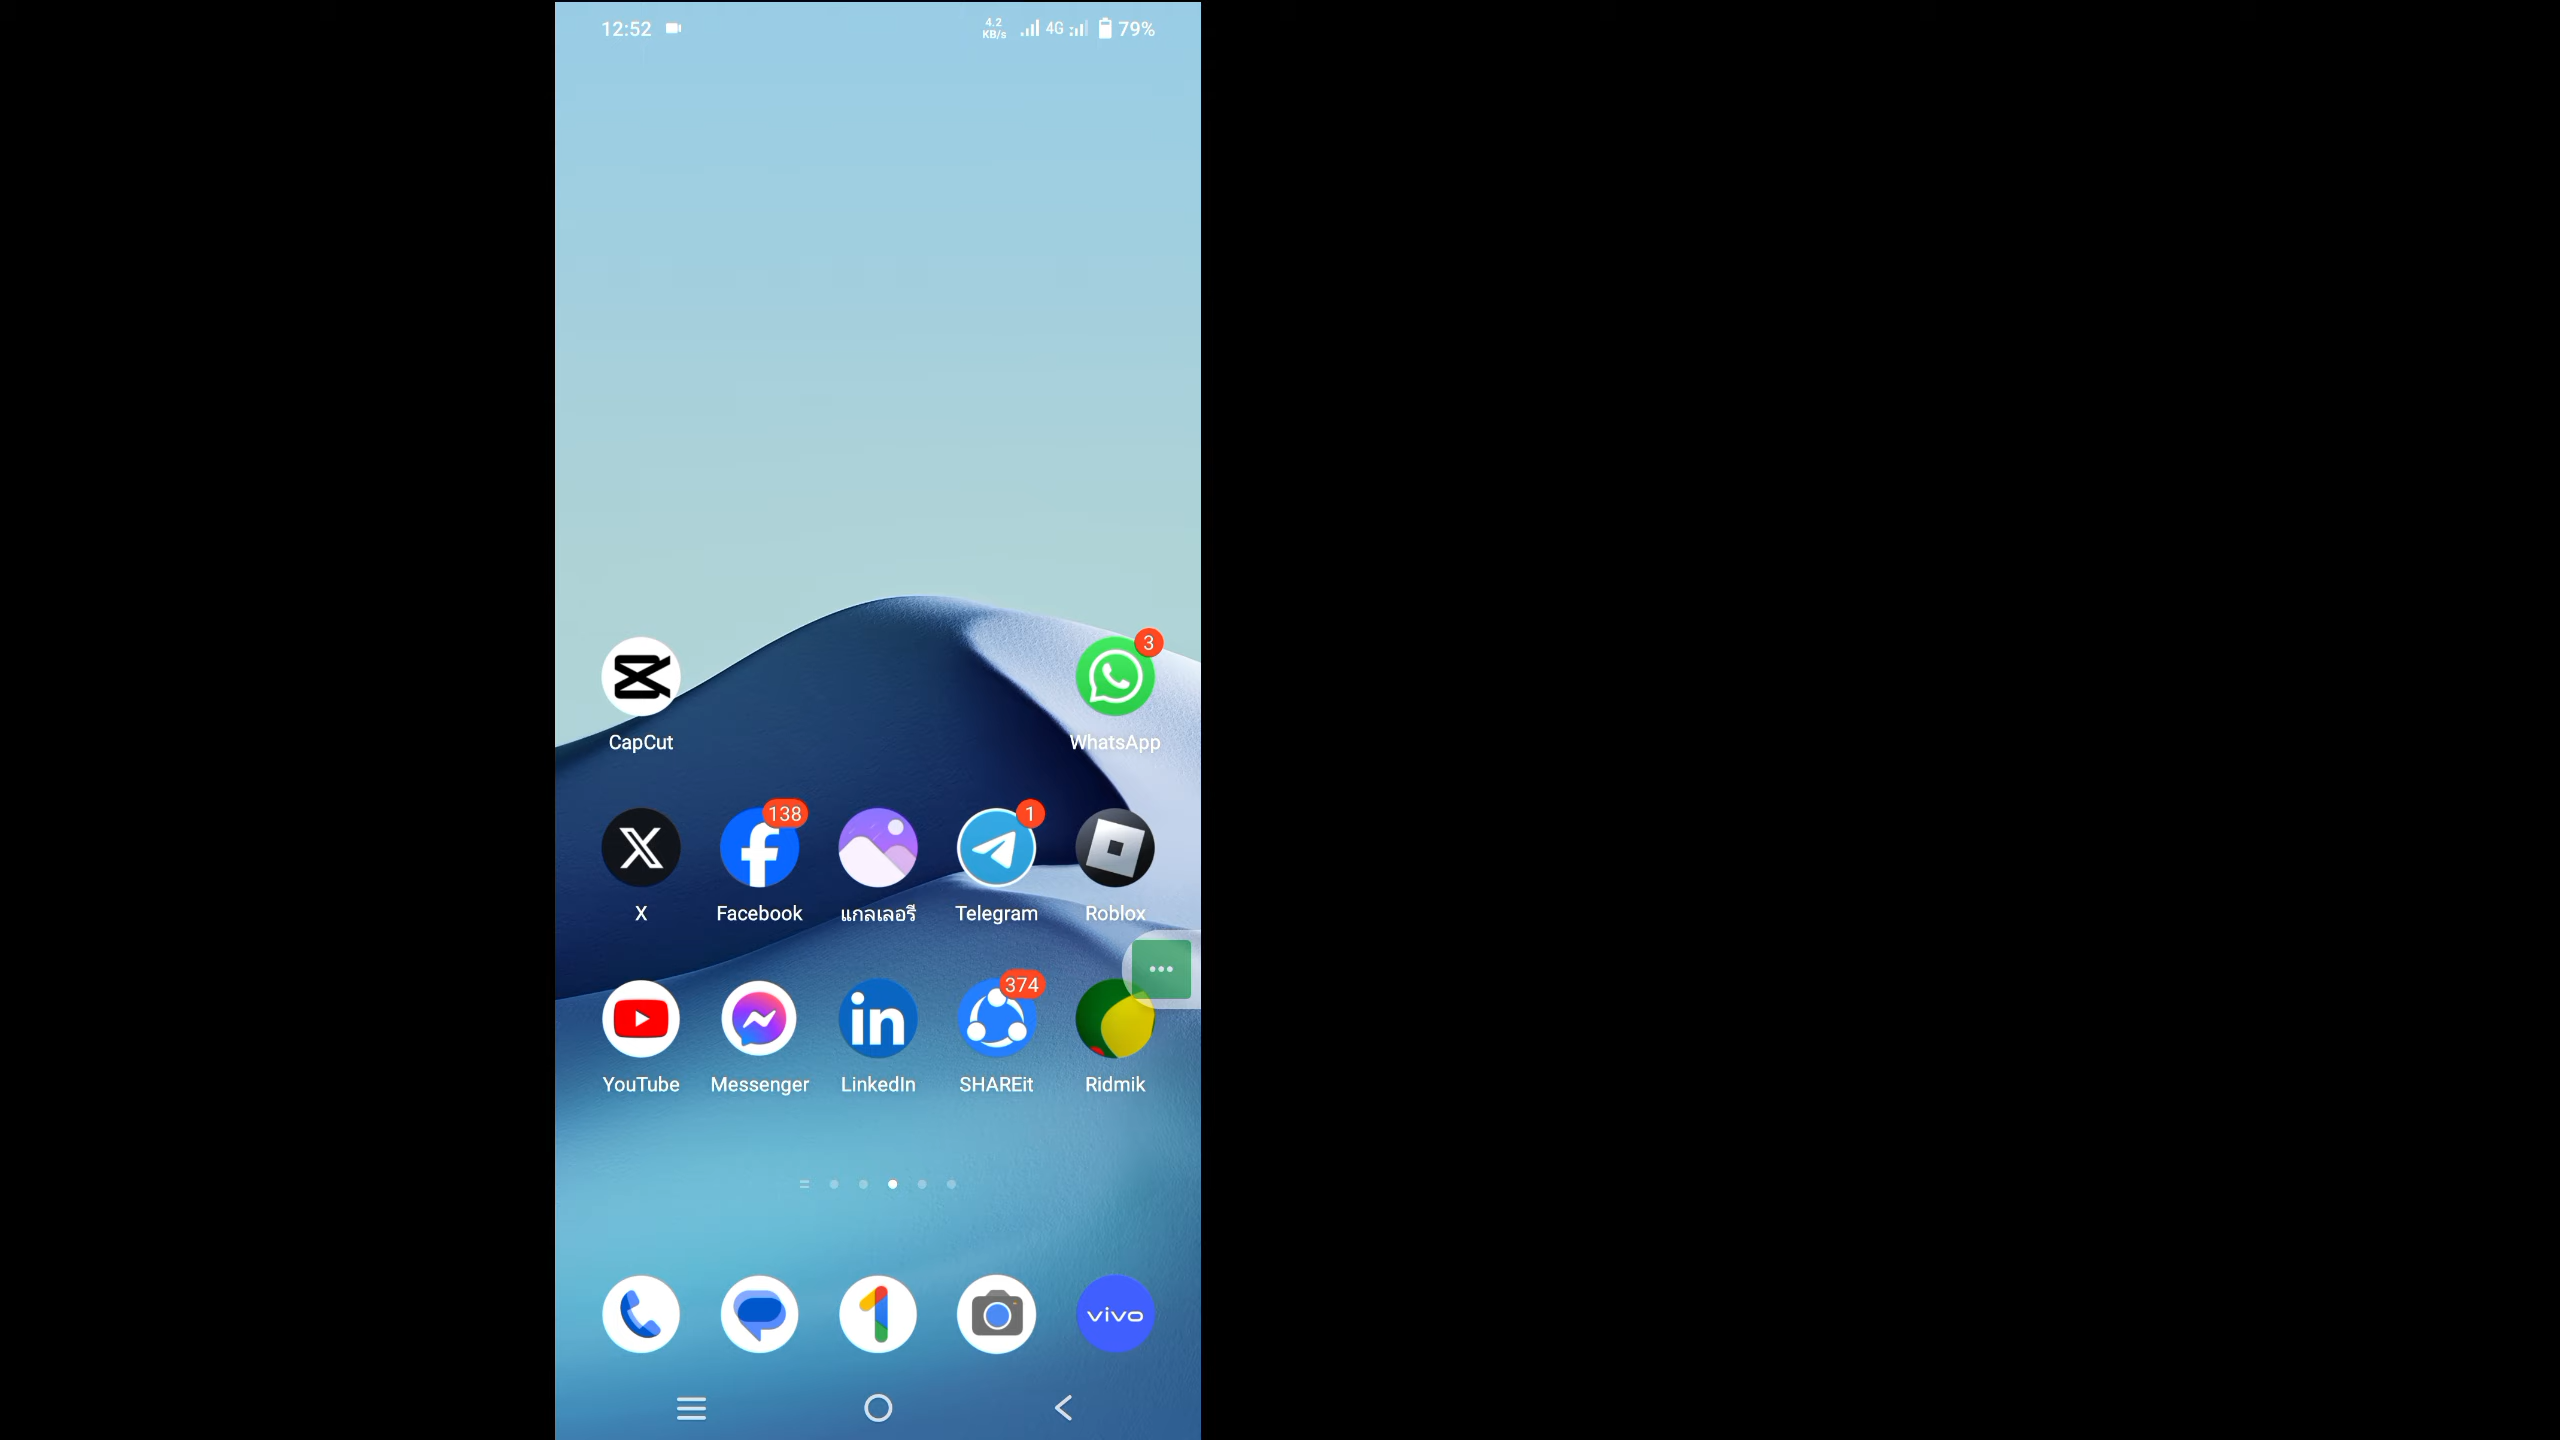 12:52 4.2 KB/s 4G 79%
3
CapCut WhatsApp
138 1
X Facebook แกลเลอรี Telegram Roblox
374
YouTube Messenger LinkedIn SHAREit Ridmik
vivo